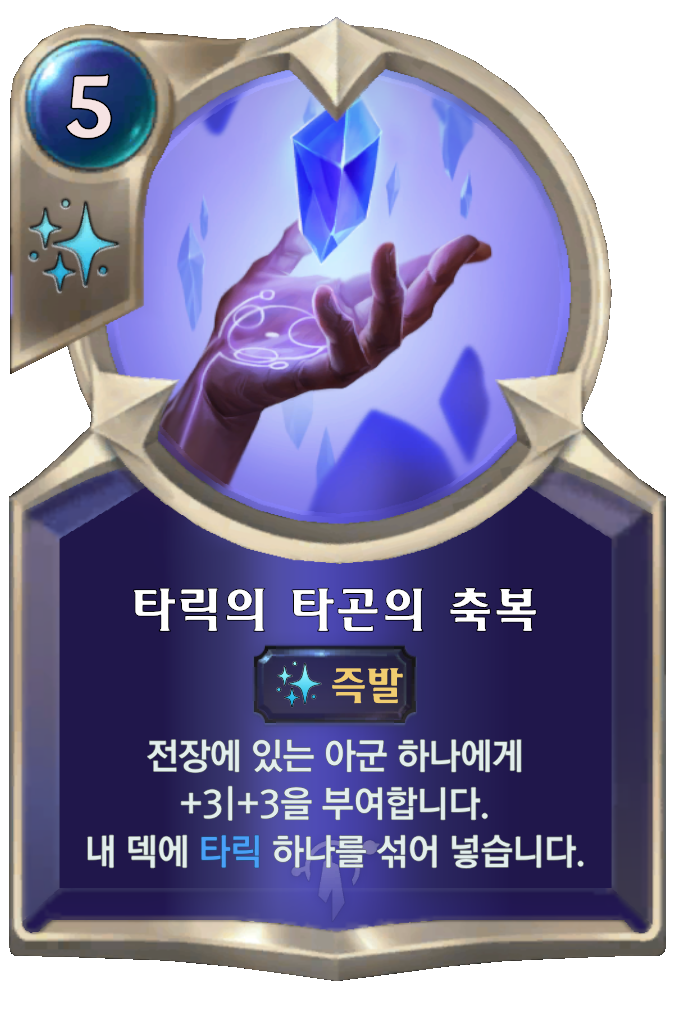 5
타릭의 타곤의 축복
즉발
전장에 있는 아군 하나에게
+3|+3을 부여합니다.
내 덱에 타릭 하나를 섞어 넣습니다.